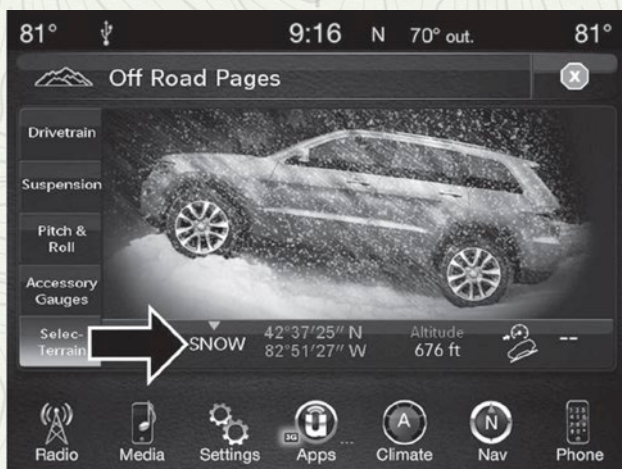 81° 9:16 N 70° out. 81°
Off Road Pages
X
Drivetrain
Suspension
Pitch &
Roll
Accessory
Gauges
Selec-
Terrain
SNOW
42°37'25" N
82°51'27" W
Altitude
676 ft
--
3G
U
A
N
Radio Media Settings Apps ... Climate Nav Phone